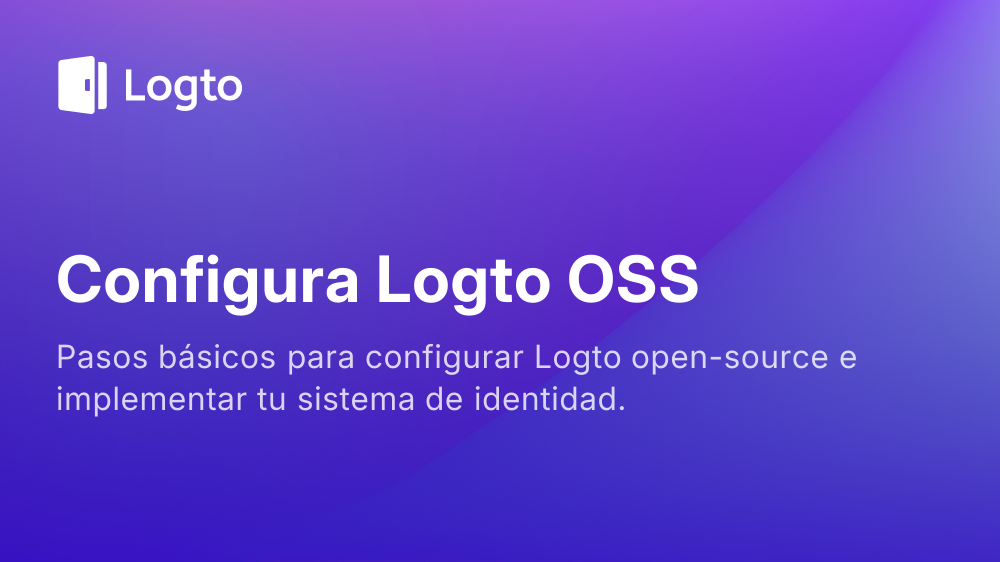 Logto
Configura Logto OSS
Pasos básicos para configurar Logto open-source e
implementar tu sistema de identidad.